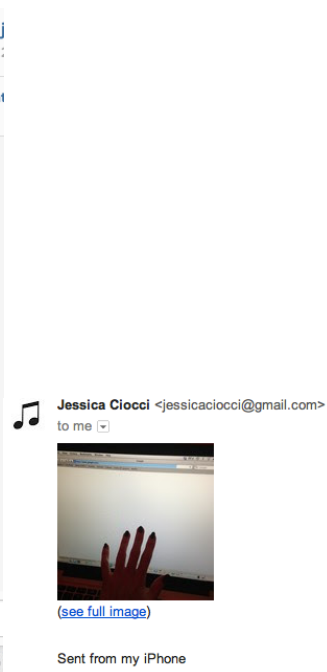 Jessica Ciocci <jessicaciocci@gmail.com>
to me
(see full image)
Sent from my iPhone